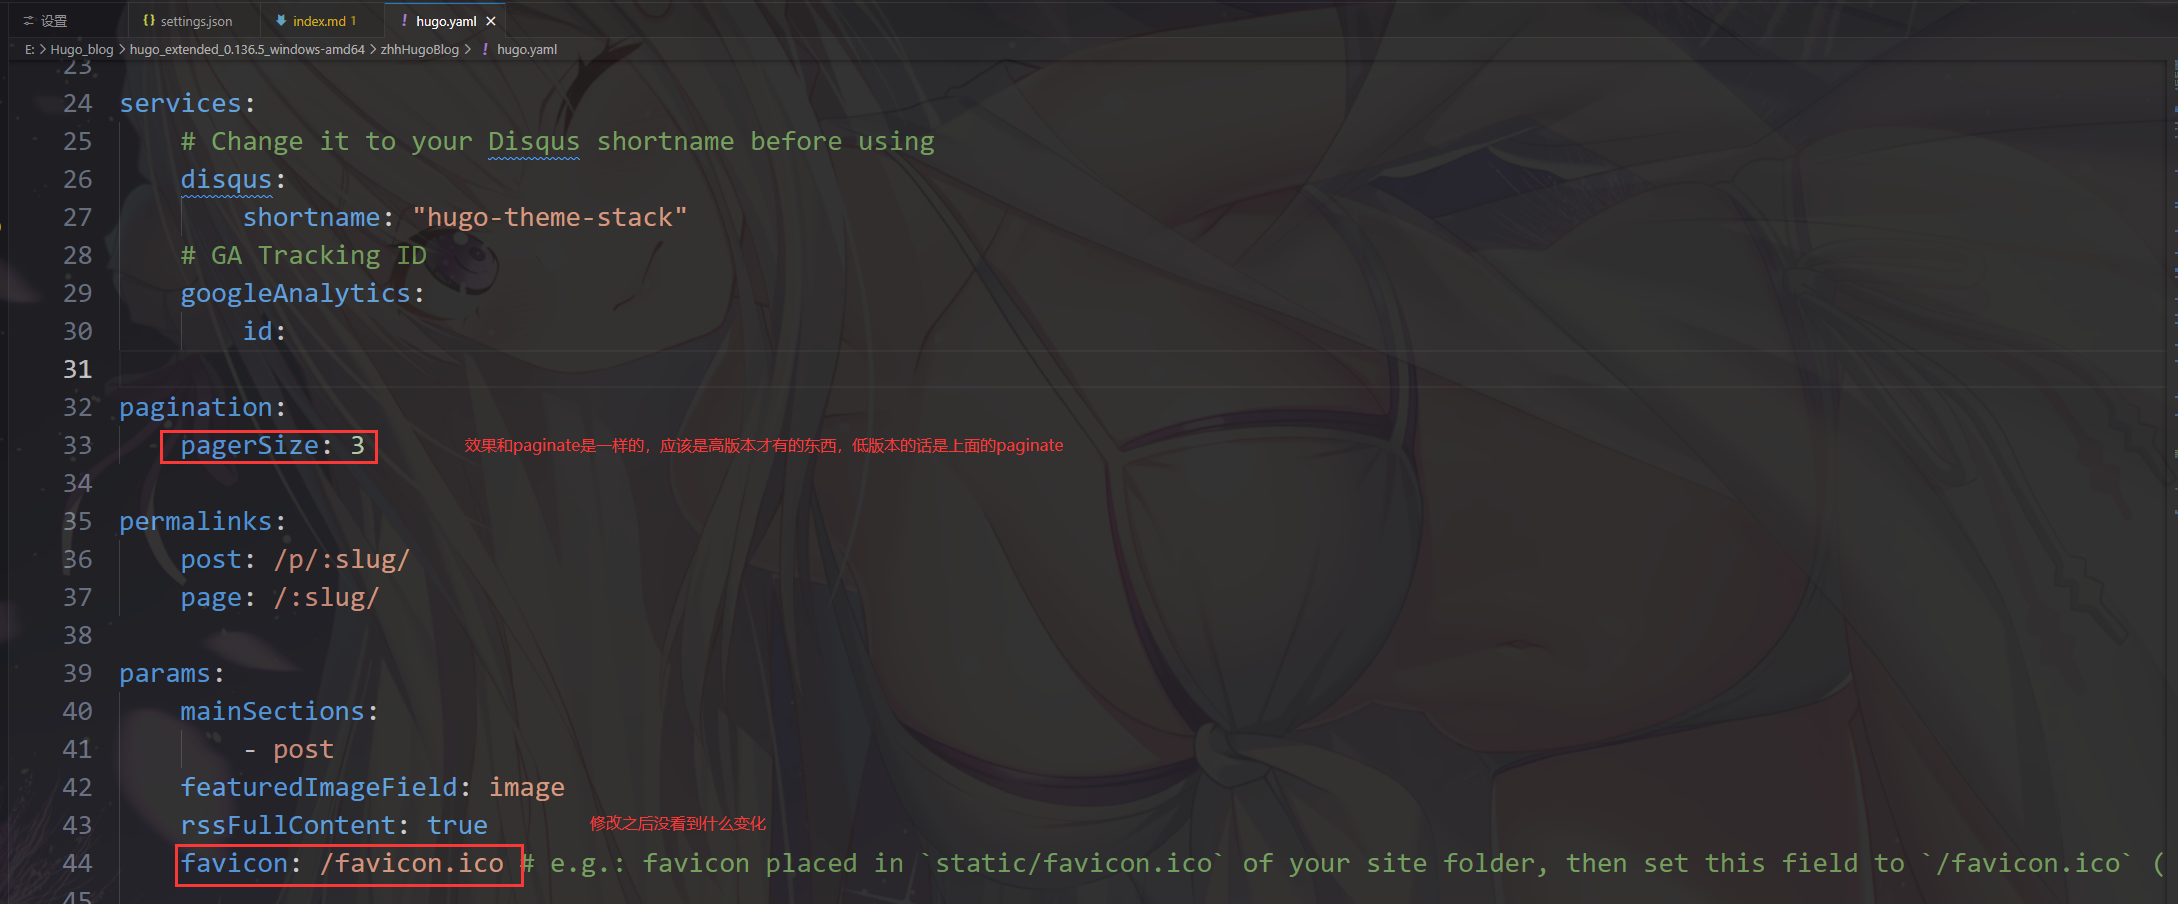 设置 settings.json index.md 1 hugo.yaml
E: > Hugo_blog > hugo_extended_0.136.5_windows-amd64 > zhhHugoBlog > ! hugo.yaml
23
24 services:
25 # Change it to your Disqus shortname before using
26 disqus:
27 shortname: "hugo-theme-stack"
28 # GA Tracking ID
29 googleAnalytics:
30 id:
31
32 pagination:
33 pagerSize: 3 效果和paginate是一样的，应该是高版本才有的东西，低版本的话是上面的paginate
34
35 permalinks:
36 post: /p/:slug/
37 page: /:slug/
38
39 params:
40 mainSections:
41 - post
42 featuredImageField: image
43 rssFullContent: true 修改之后没看到什么变化
44 favicon: /favicon.ico # e.g.: favicon placed in `static/favicon.ico` of your site folder, then set this field to `/favicon.ico` (
45